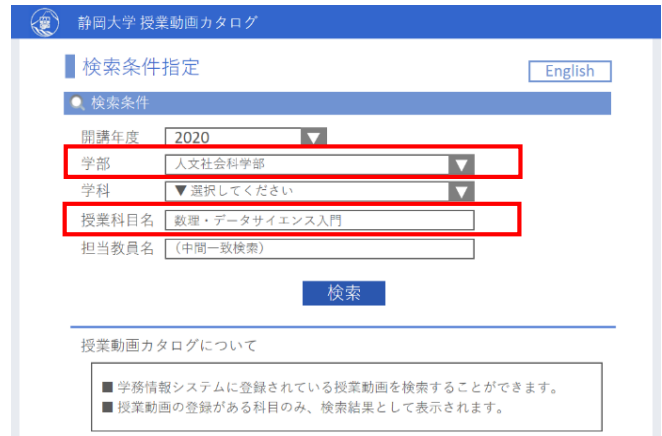 静岡大学 授業動画カタログ
検索条件指定
English
検索条件
開講年度 2020 ▼
学部 人文社会科学部 ▼
学科 ▼ 選択してください ▼
授業科目名 数理・データサイエンス入門
担当教員名 (中間一致検索)
検索
授業動画カタログについて
■ 学務情報システムに登録されている授業動画を検索することができます。
■ 授業動画の登録がある科目のみ、検索結果として表示されます。